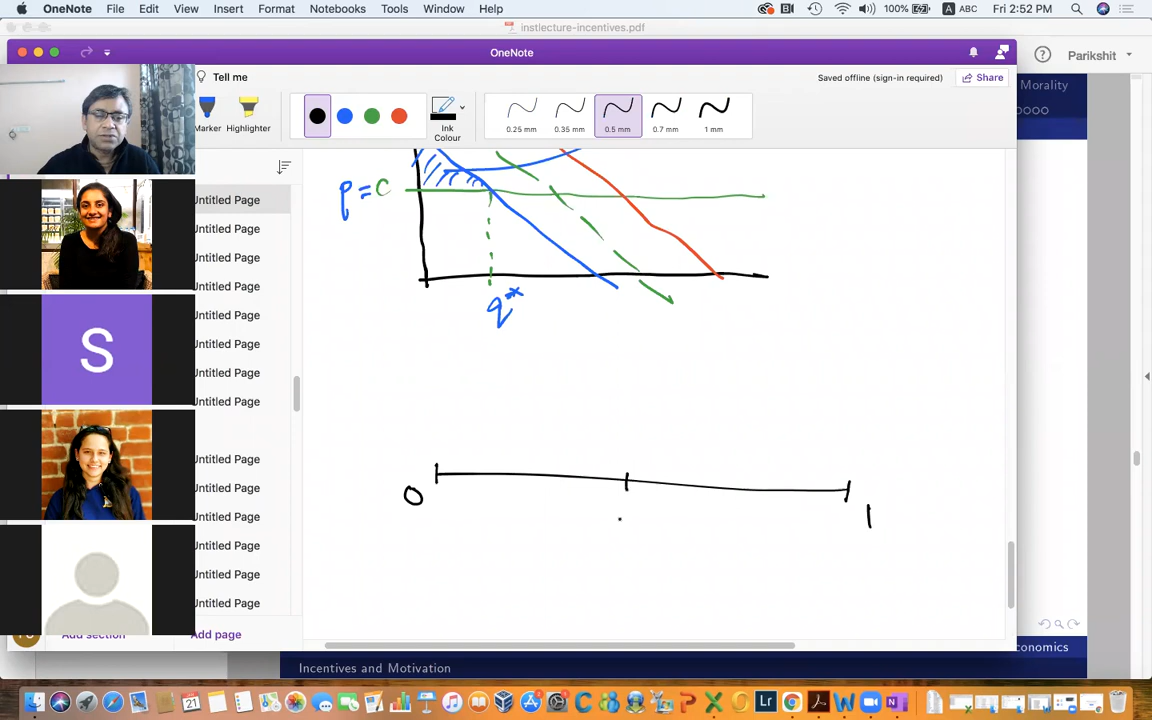 OneNote File Edit View Insert Format Notebooks Tools Window Help 100% ABC Fri 2:52 PM
instlecture-incentives.pdf
OneNote
Parikshit
Morality
Tell me
Saved offline (sign-in required)
Share
Marker
Highlighter
Ink
Colour
0.25 mm
0.35 mm
0.5 mm
0.7 mm
1 mm
Untitled Page
Untitled Page
Untitled Page
Untitled Page
Untitled Page
Untitled Page
Untitled Page
Untitled Page
Untitled Page
Untitled Page
Untitled Page
Untitled Page
Untitled Page
Untitled Page
p = c
q*
S
0
1
Add section
Add page
onomics
Incentives and Motivation
21
Lr
W